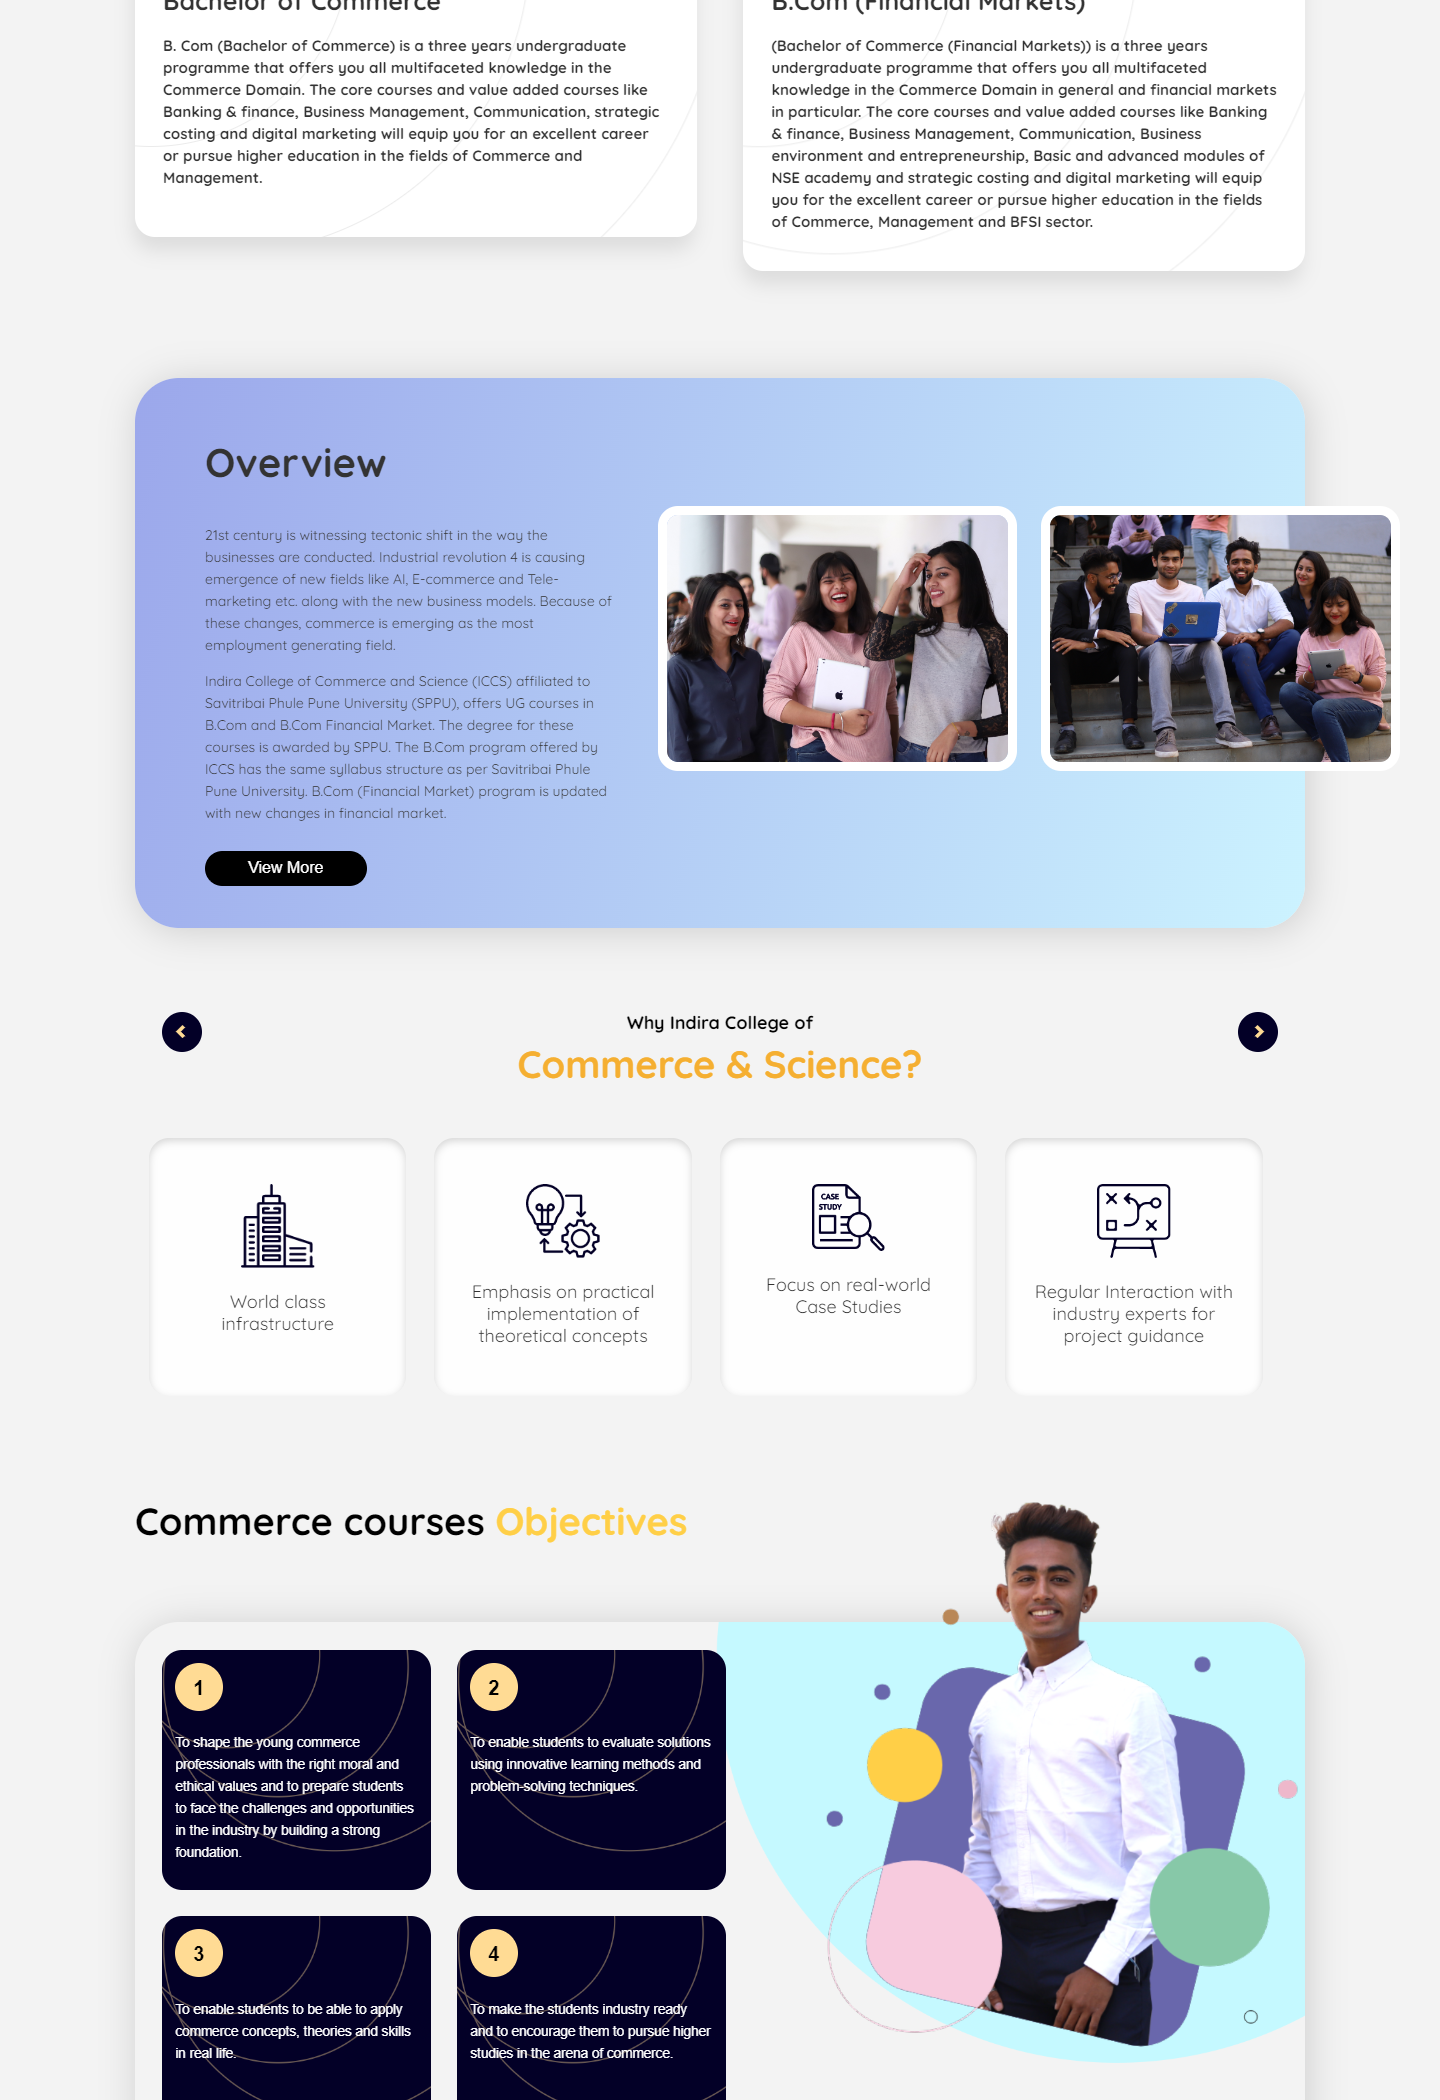 Bachelor of Commerce
B. Com (Bachelor of Commerce) is a three years undergraduate
programme that offers you all multifaceted knowledge in the
Commerce Domain. The core courses and value added courses like
Banking & finance, Business Management, Communication, strategic
costing and digital marketing will equip you for an excellent career
or pursue higher education in the fields of Commerce and
Management.
B.Com (Financial Markets)
(Bachelor of Commerce (Financial Markets)) is a three years
undergraduate programme that offers you all multifaceted
knowledge in the Commerce Domain in general and financial markets
in particular. The core courses and value added courses like Banking
& finance, Business Management, Communication, Business
environment and entrepreneurship, Basic and advanced modules of
NSE academy and strategic costing and digital marketing will equip
you for the excellent career or pursue higher education in the fields
of Commerce, Management and BFSI sector.
Overview
21st century is witnessing tectonic shift in the way the
businesses are conducted. Industrial revolution 4 is causing
emergence of new fields like AI, E-commerce and Tele-
marketing etc. along with the new business models. Because of
these changes, commerce is emerging as the most
employment generating field.
Indira College of Commerce and Science (ICCS) affiliated to
Savitribai Phule Pune University (SPPU), offers UG courses in
B.Com and B.Com Financial Market. The degree for these
courses is awarded by SPPU. The B.Com program offered by
ICCS has the same syllabus structure as per Savitribai Phule
Pune University. B.Com (Financial Market) program is updated
with new changes in financial market.
View More
Why Indira College of
Commerce & Science?
World class
infrastructure
Emphasis on practical
implementation of
theoretical concepts
CASE
STUDY
Focus on real-world
Case Studies
Regular Interaction with
industry experts for
project guidance
Commerce courses Objectives
1
To shape the young commerce
professionals with the right moral and
ethical values and to prepare students
to face the challenges and opportunities
in the industry by building a strong
foundation.
2
To enable students to evaluate solutions
using innovative learning methods and
problem-solving techniques.
3
To enable students to be able to apply
commerce concepts, theories and skills
in real life.
4
To make the students industry ready
and to encourage them to pursue higher
studies in the arena of commerce.